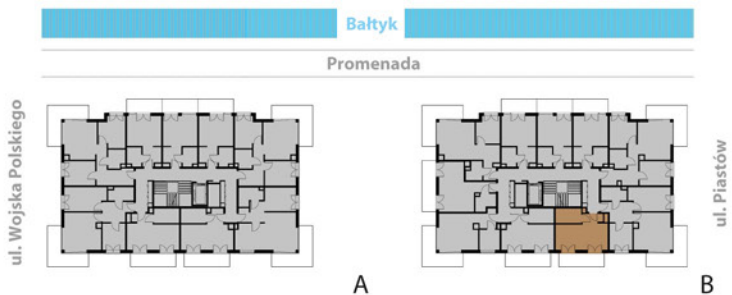 Bałtyk
Promenada
ul. Wojska Polskiego
ul. Piastów
A
B